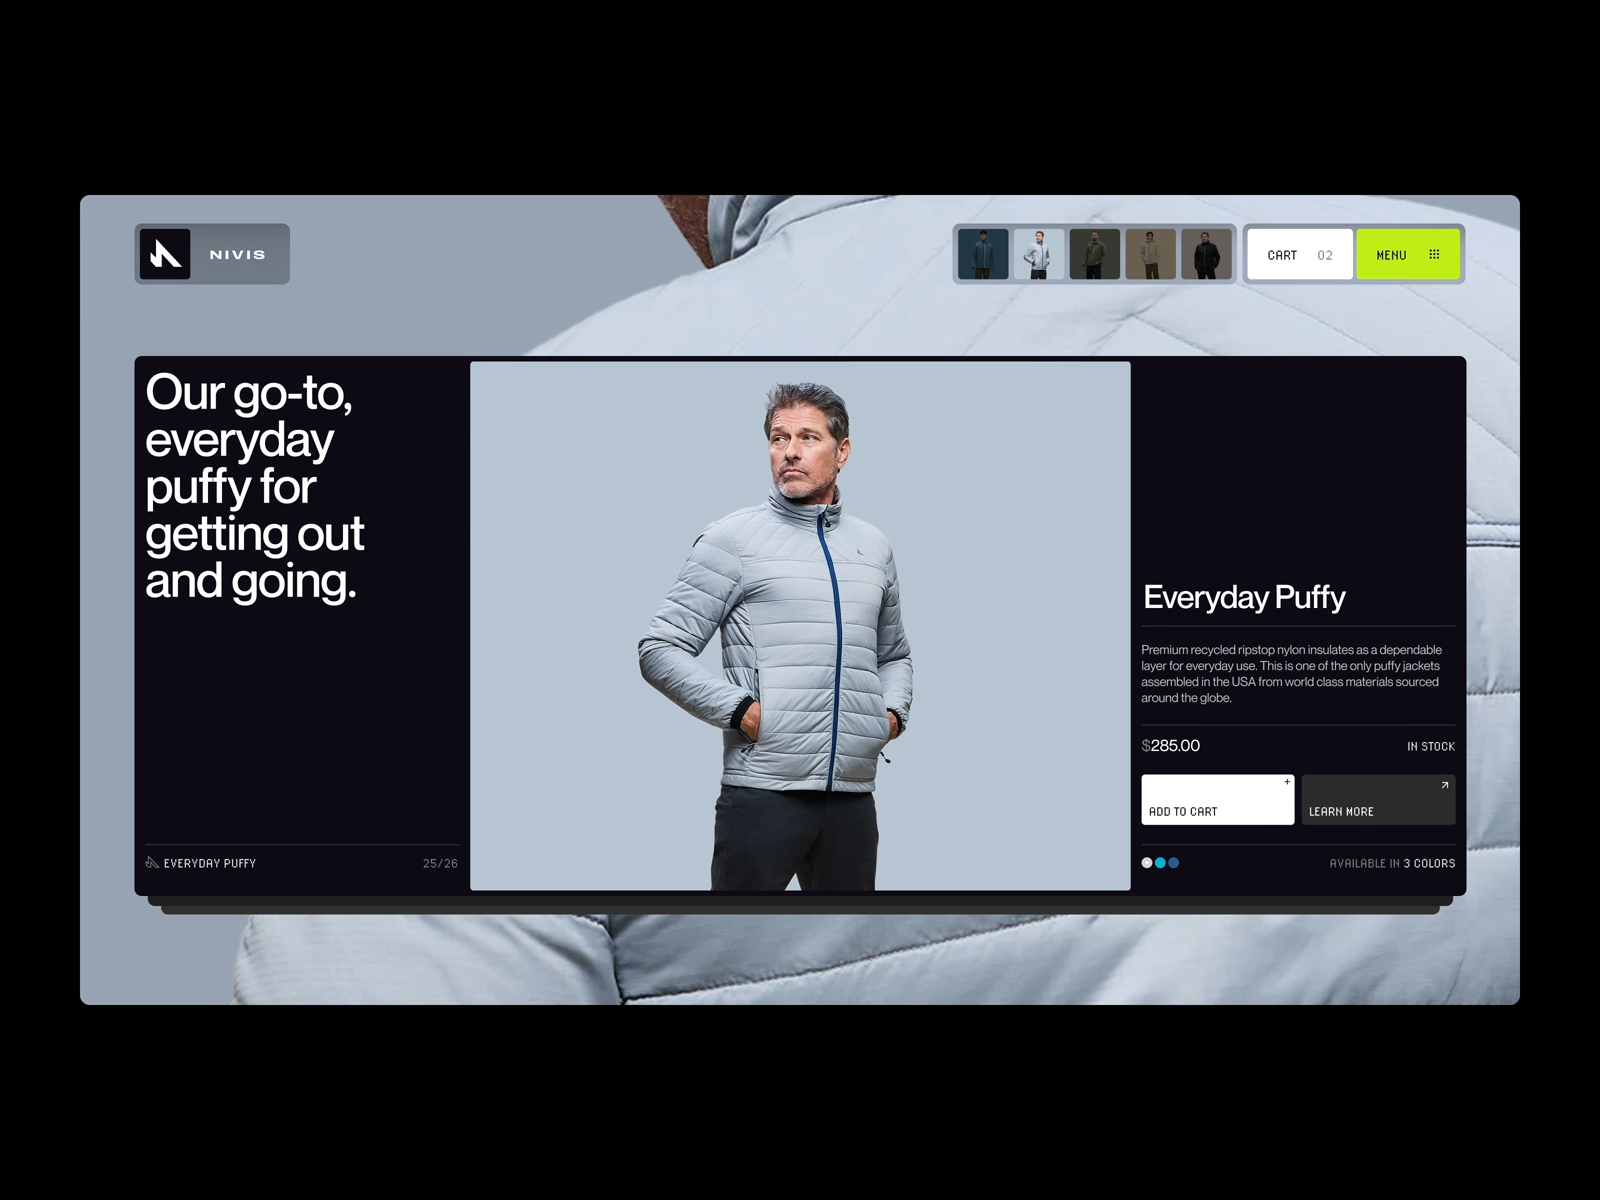 NIVIS
CART 02
MENU
Our go-to,
everyday
puffy for
getting out
and going.
EVERYDAY PUFFY
25/26
Everyday Puffy
Premium recycled ripstop nylon insulates as a dependable
layer for everyday use. This is one of the only puffy jackets
assembled in the USA from world class materials sourced
around the globe.
$285.00
IN STOCK
ADD TO CART
LEARN MORE
AVAILABLE IN 3 COLORS